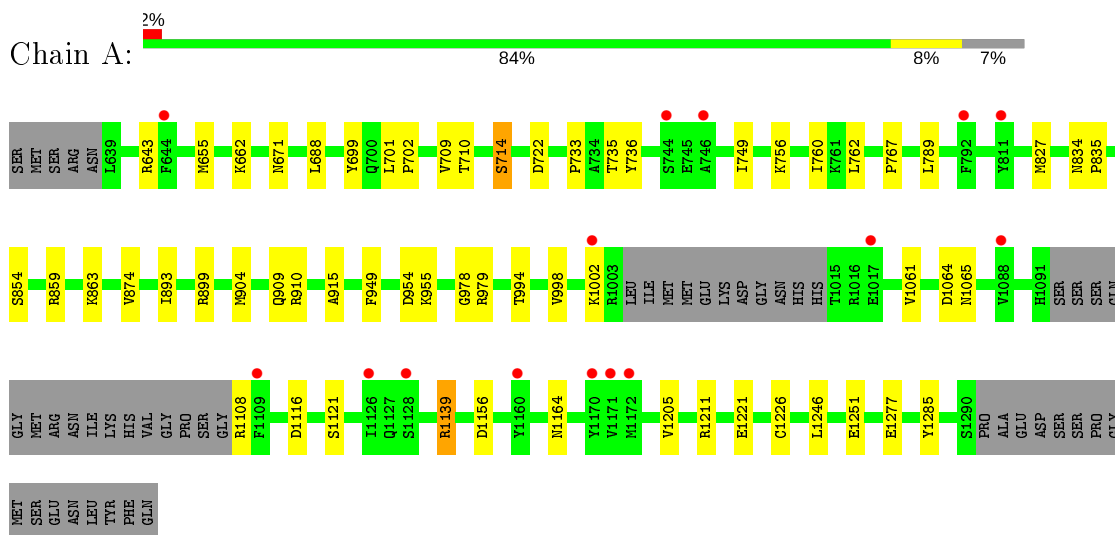 2%
Chain A:
84% 8% 7%
SER MET SER ARG ASN L639 R643 F644 M655 K662 N671 L688 Y699 Q700 L701 P702 V709 T710 S714 D722 P733 A734 T735 Y736 S744 E745 A746 I749 K756 I760 K761 L762 P767 L789 F792 Y811 M827 N834 P835
S854 R859 K863 V874 I893 R899 M904 Q909 R910 A915 F949 D954 K955 G978 R979 T994 V998 K1002 R1003 LEU ILE MET MET GLU LYS ASP GLY ASN HIS HIS T1015 R1016 E1017 V1061 D1064 N1065 V1088 H1091 SER SER SER GLN
GLY MET ARG ASN ILE LYS HIS VAL GLY PRO SER GLY R1108 F1109 D1116 S1121 I1126 Q1127 S1128 R1139 D1156 Y1160 N1164 Y1170 V1171 M1172 V1205 R1211 E1221 C1226 L1246 E1251 E1277 Y1285 S1290 PRO ALA GLU ASP SER SER PRO GLY
MET SER GLU ASN LEU TYR PHE GLN